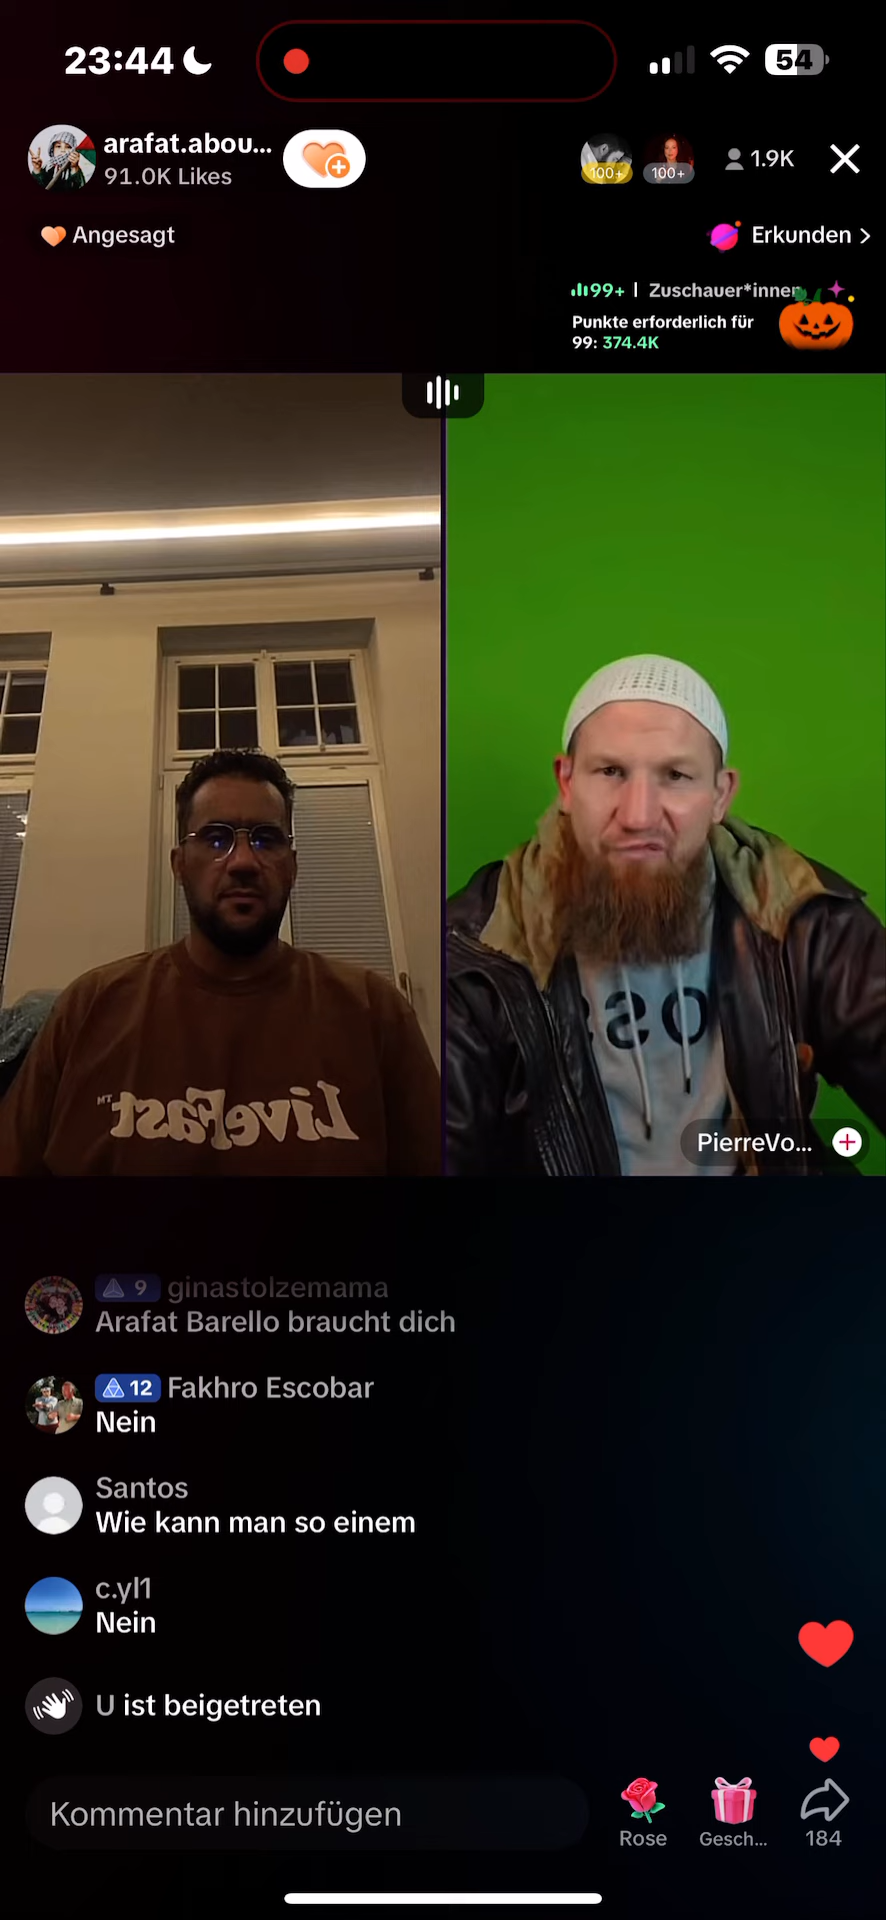 23:44
54
arafat.abou...
91.0K Likes
100+
100+
1.9K
Angesagt
Erkunden >
99+ | Zuschauer*innen
Punkte erforderlich für
99: 374.4K
LiveFast™
PierreVo...
9 ginastolzemama
Arafat Barello braucht dich
12 Fakhro Escobar
Nein
Santos
Wie kann man so einem
c.yl1
Nein
U ist beigetreten
Kommentar hinzufügen
Rose
Gesch...
184